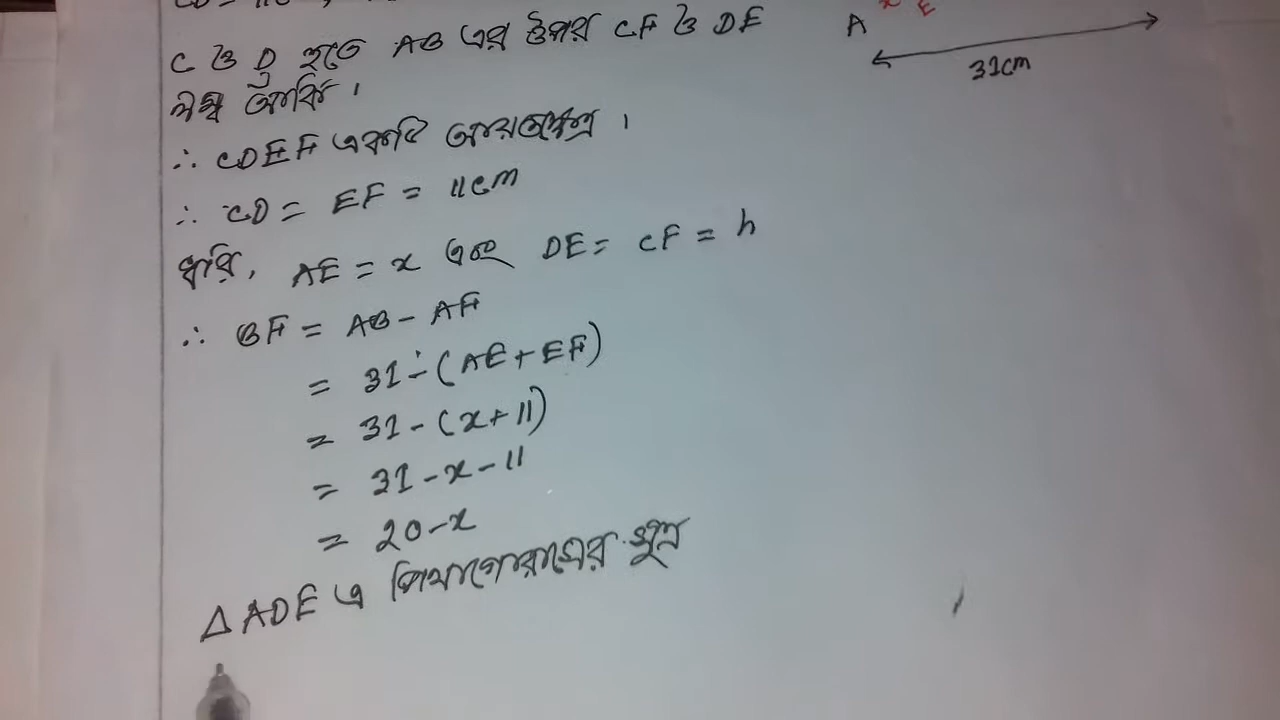 C ও D হতে AB এর উপর CF ও DE
লম্ব আঁকি।
∴ CDEF একটি আয়তক্ষেত্র।
∴ CD = EF = 11cm
ধরি, AE = x এবং DE = CF = h
∴ BF = AB - AF
= 31 - (AE + EF)
= 31 - (x + 11)
= 31 - x - 11
= 20 - x
△ADE এ পিথাগোরাসের সূত্র
A
E
31cm